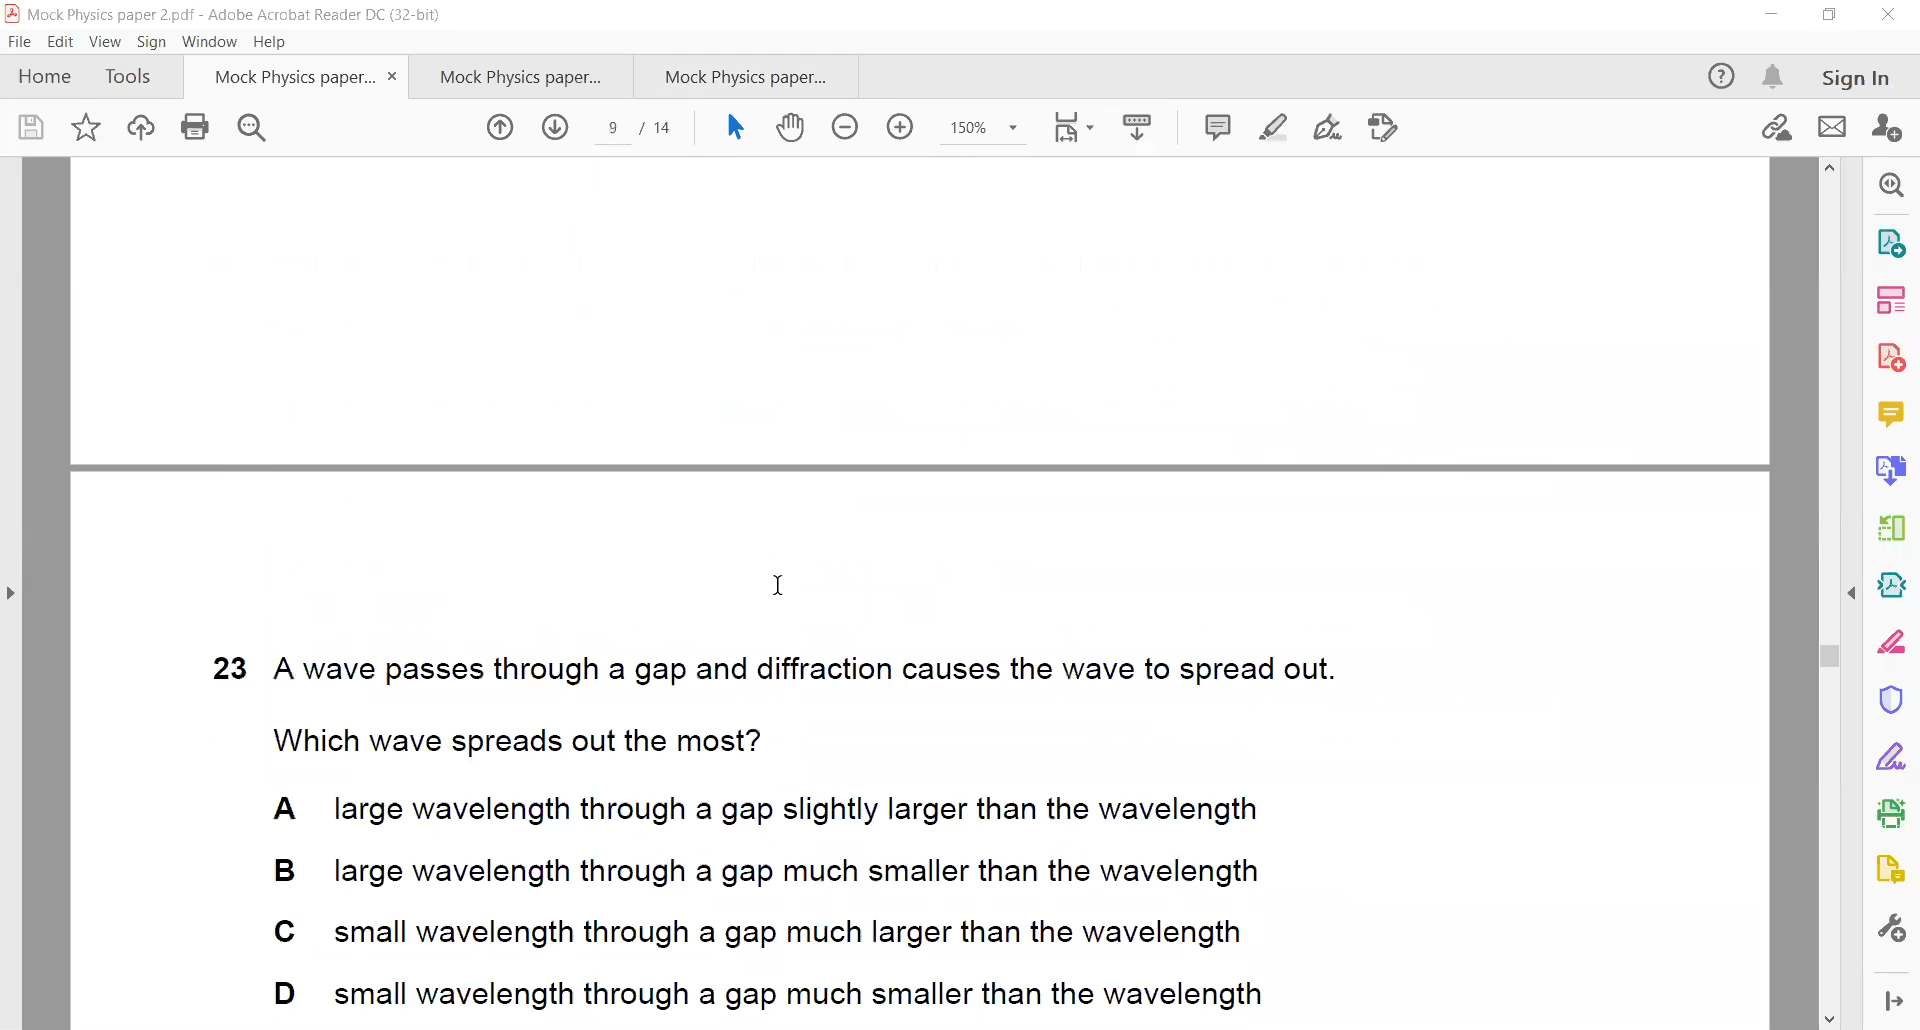 Mock Physics paper 2.pdf - Adobe Acrobat Reader DC (32-bit)
File Edit View Sign Window Help
Home Tools Mock Physics paper... × Mock Physics paper... Mock Physics paper... Sign In
9 / 14 150%
23 A wave passes through a gap and diffraction causes the wave to spread out.
Which wave spreads out the most?
A large wavelength through a gap slightly larger than the wavelength
B large wavelength through a gap much smaller than the wavelength
C small wavelength through a gap much larger than the wavelength
D small wavelength through a gap much smaller than the wavelength